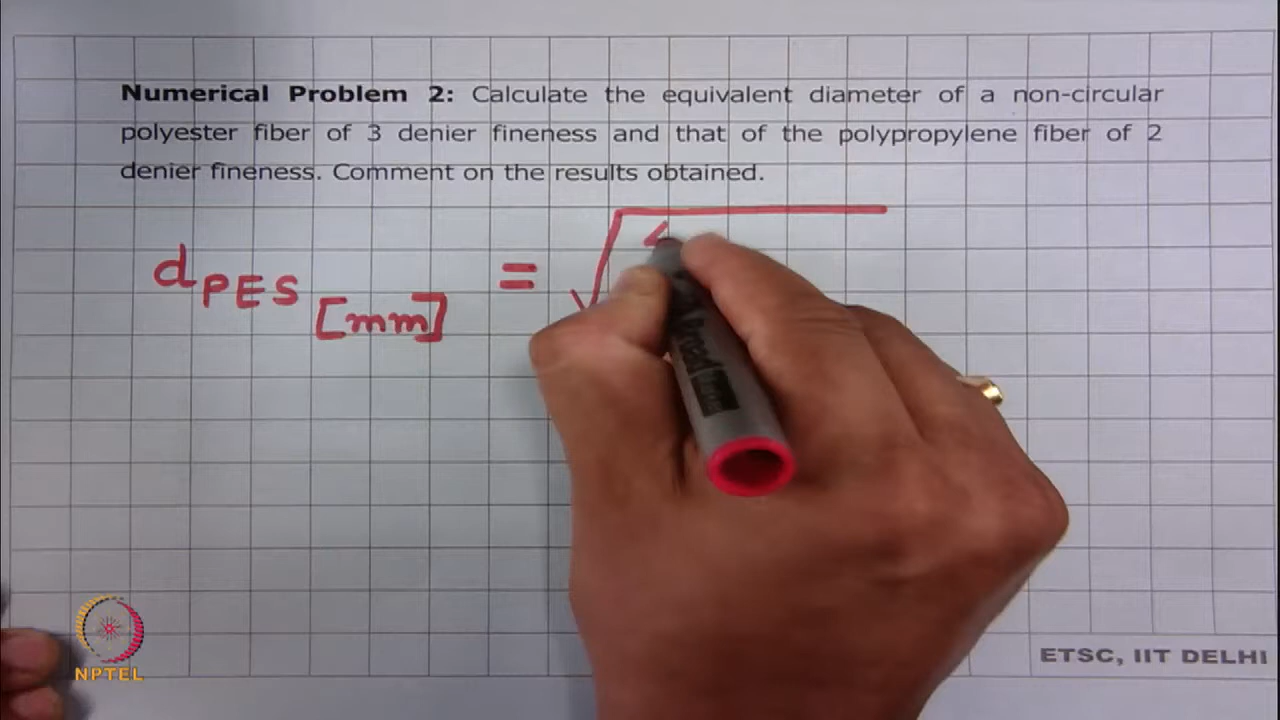 Numerical Problem 2: Calculate the equivalent diameter of a non-circular
polyester fiber of 3 denier fineness and that of the polypropylene fiber of 2
denier fineness. Comment on the results obtained.
dPES [mm] = √
NPTEL
ETSC, IIT DELHI